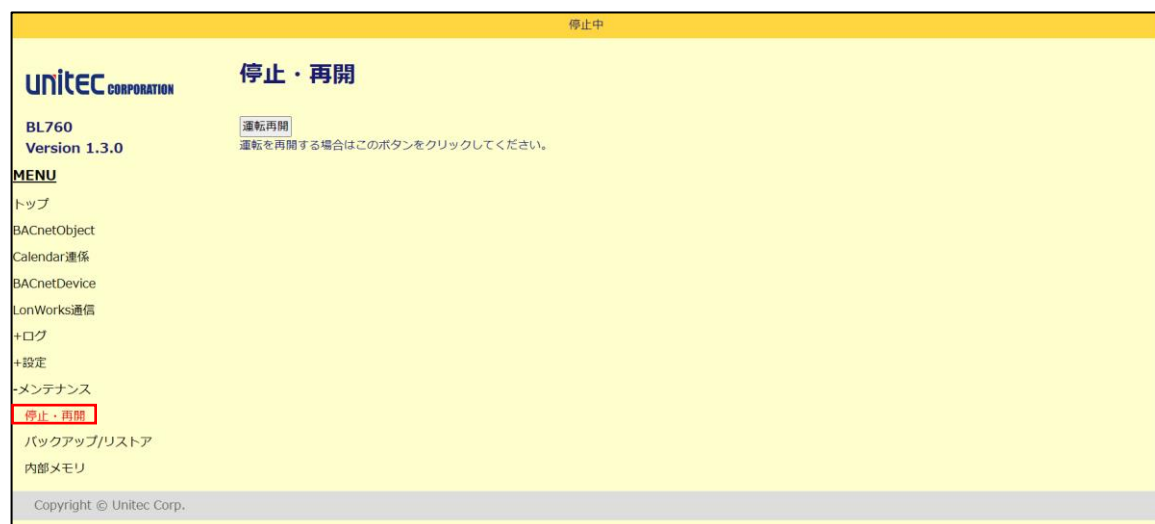 停止中
unitec CORPORATION
停止・再開
BL760
Version 1.3.0
運転再開
運転を再開する場合はこのボタンをクリックしてください。
MENU
トップ
BACnetObject
Calendar連係
BACnetDevice
LonWorks通信
+ログ
+設定
-メンテナンス
停止・再開
バックアップ/リストア
内部メモリ
Copyright © Unitec Corp.